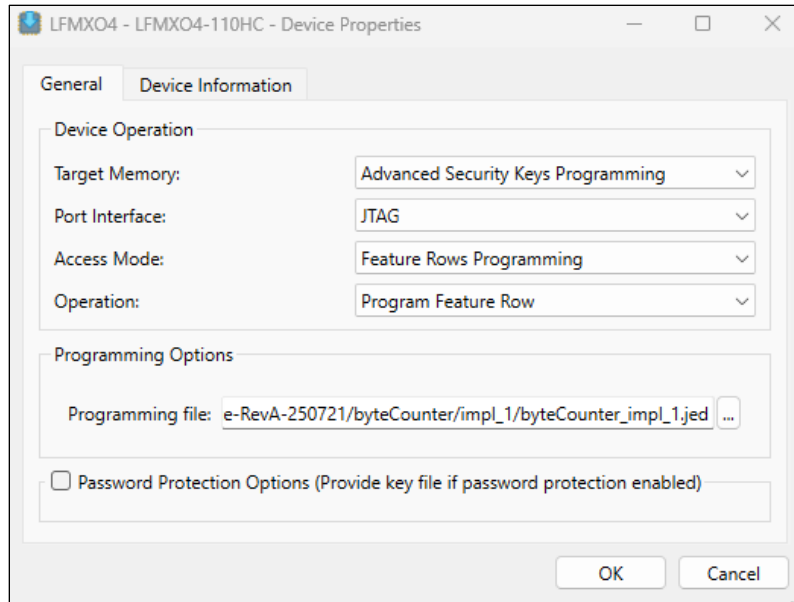 LFMXO4 - LFMXO4-110HC - Device Properties
General Device Information
Device Operation
Target Memory: Advanced Security Keys Programming
Port Interface: JTAG
Access Mode: Feature Rows Programming
Operation: Program Feature Row
Programming Options
Programming file: e-RevA-250721/byteCounter/impl_1/byteCounter_impl_1.jed ...
Password Protection Options (Provide key file if password protection enabled)
OK Cancel